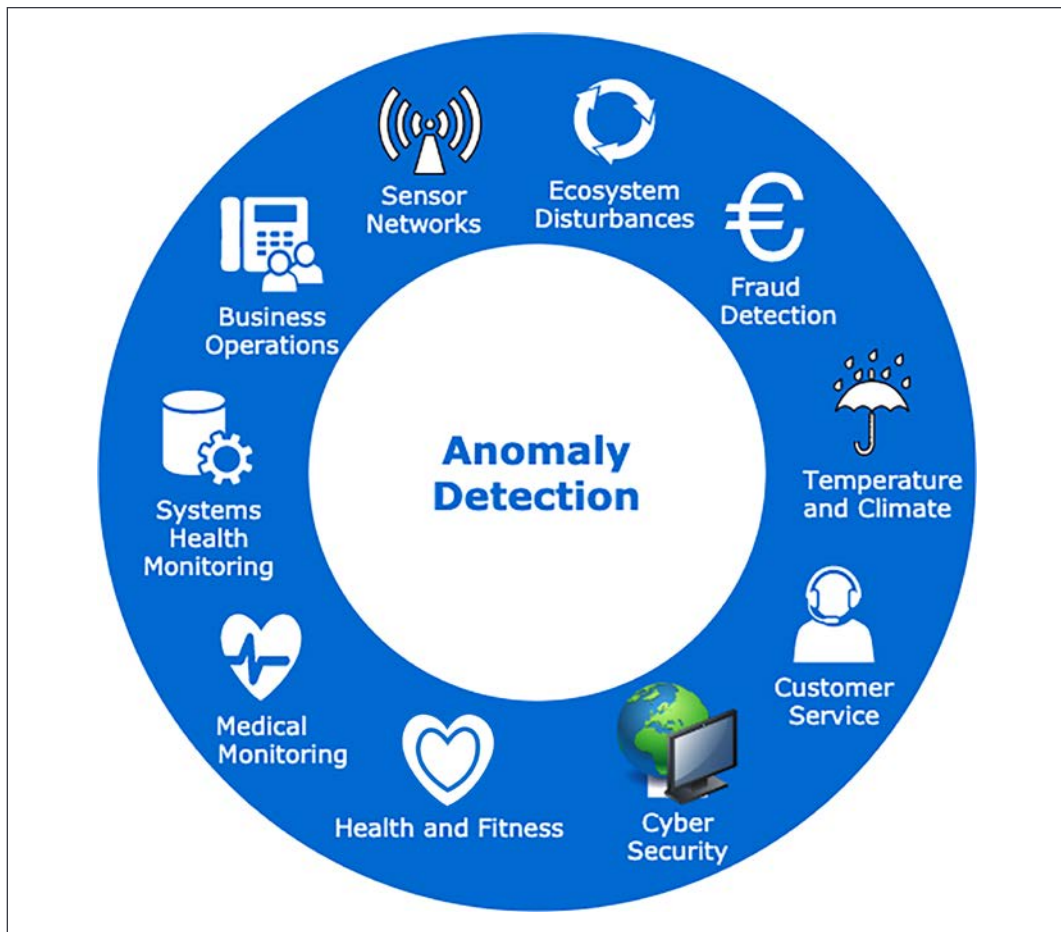 Sensor
Networks
Ecosystem
Disturbances
€
Fraud
Detection
Temperature
and Climate
Customer
Service
Cyber
Security
Health and Fitness
Medical
Monitoring
Systems
Health
Monitoring
Business
Operations
Anomaly
Detection